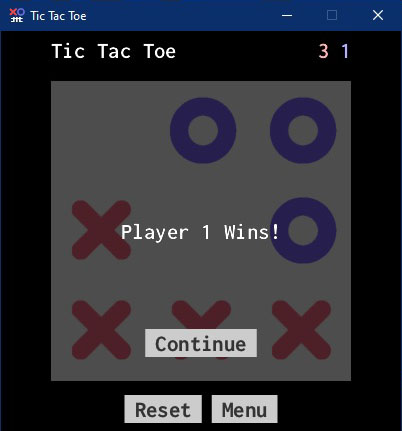 Tic Tac Toe
Tic Tac Toe 3 1
Player 1 Wins!
Continue
Reset Menu